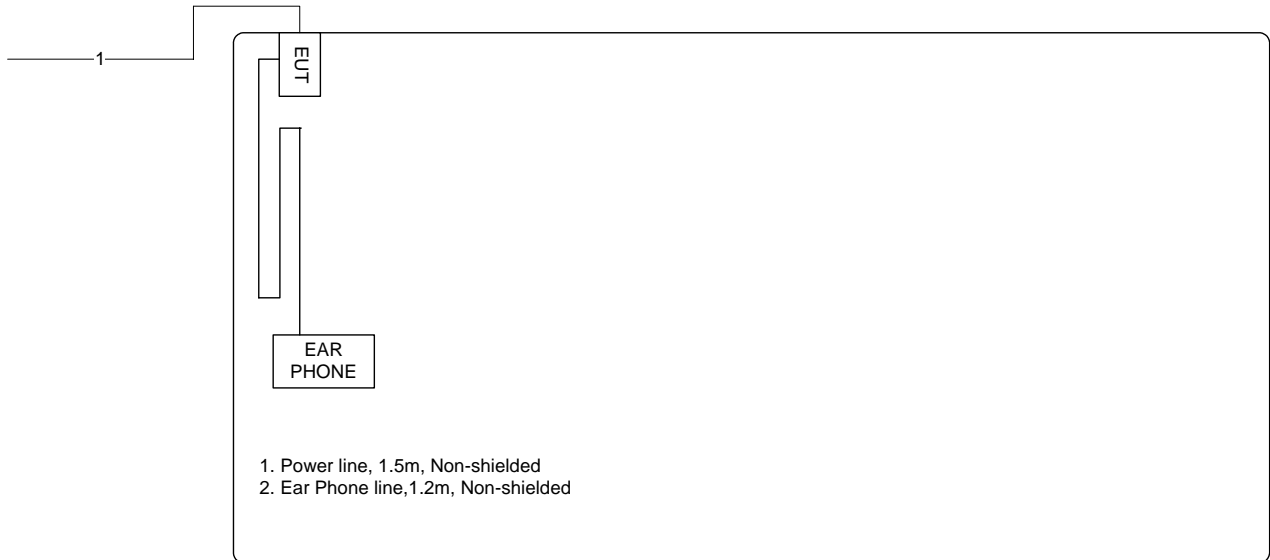 1
EUT
EAR
PHONE
1. Power line, 1.5m, Non-shielded
2. Ear Phone line,1.2m, Non-shielded